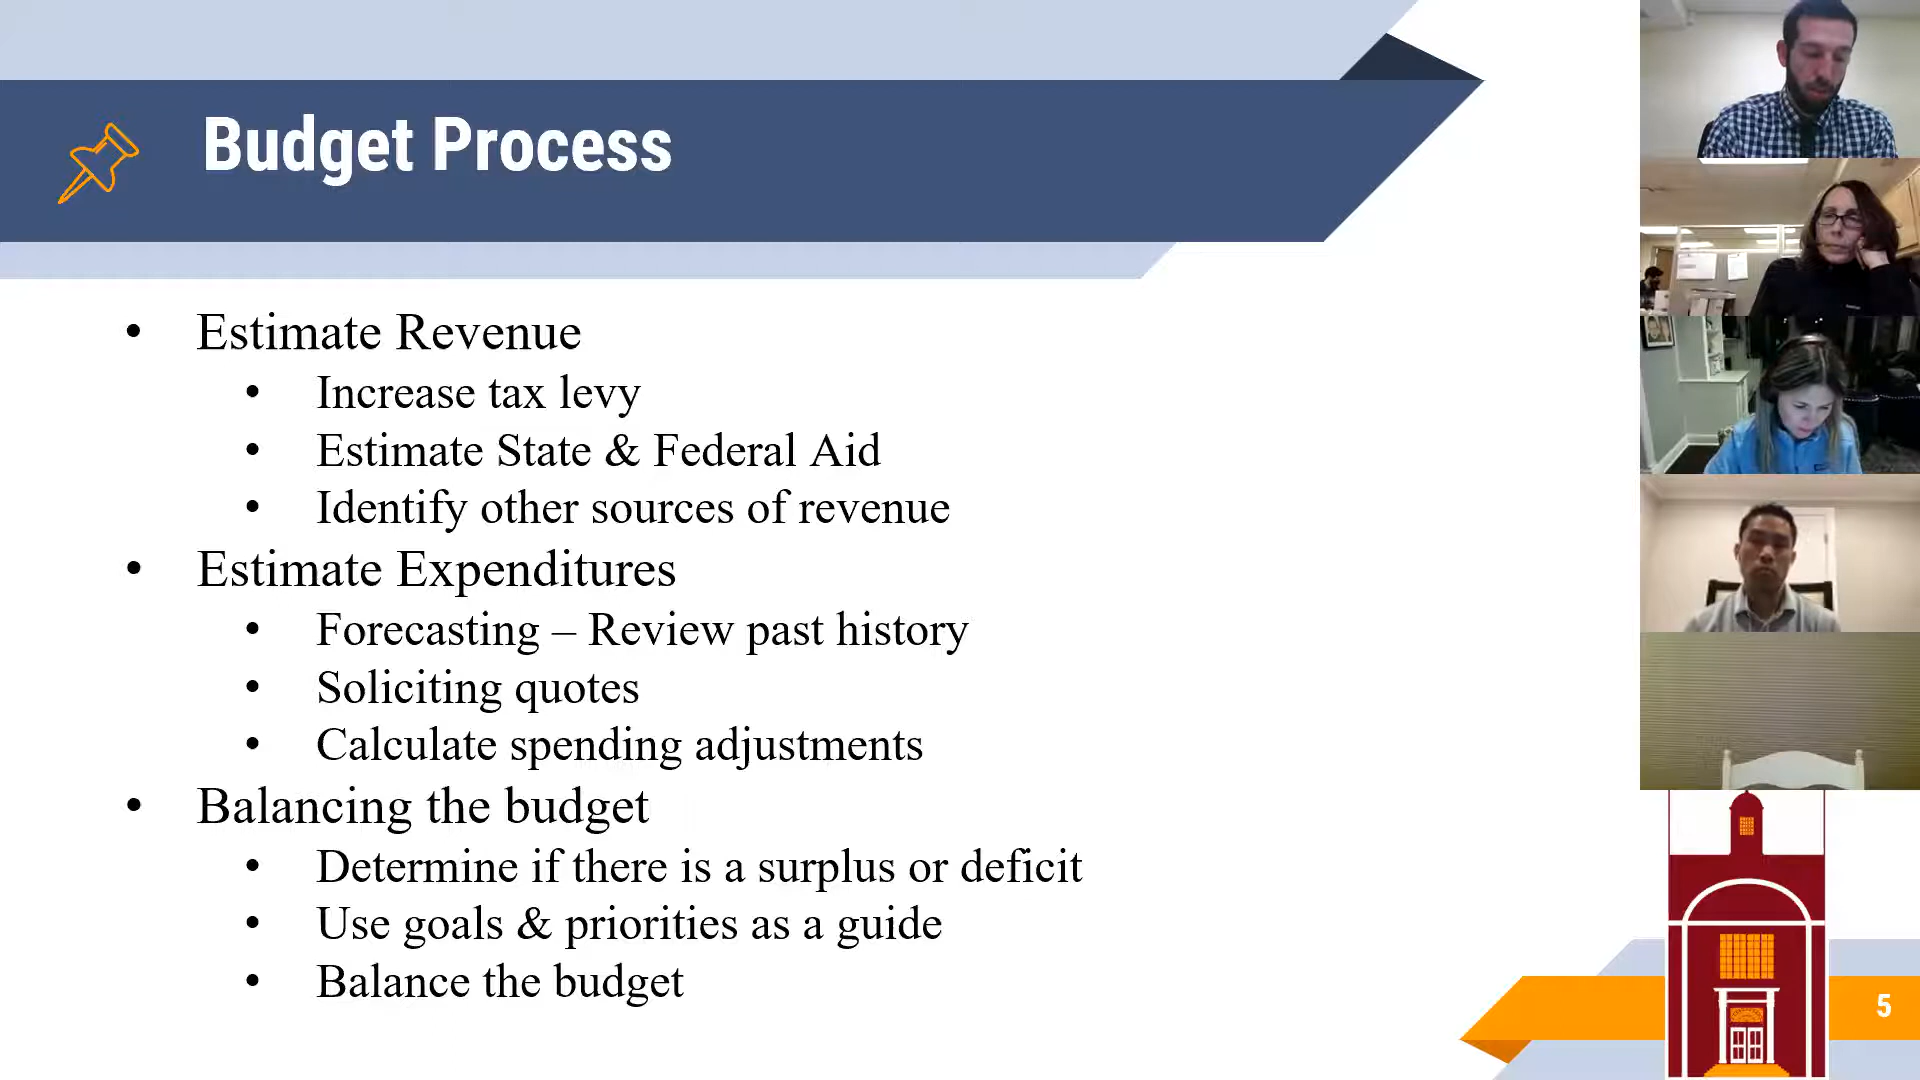 Budget Process
• Estimate Revenue
• Increase tax levy
• Estimate State & Federal Aid
• Identify other sources of revenue
• Estimate Expenditures
• Forecasting – Review past history
• Soliciting quotes
• Calculate spending adjustments
• Balancing the budget
• Determine if there is a surplus or deficit
• Use goals & priorities as a guide
• Balance the budget
5